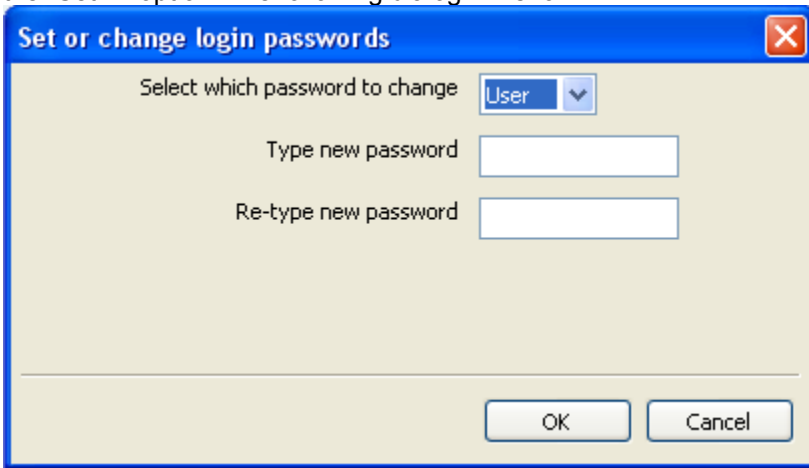 Set or change login passwords
Select which password to change User
Type new password
Re-type new password
OK Cancel